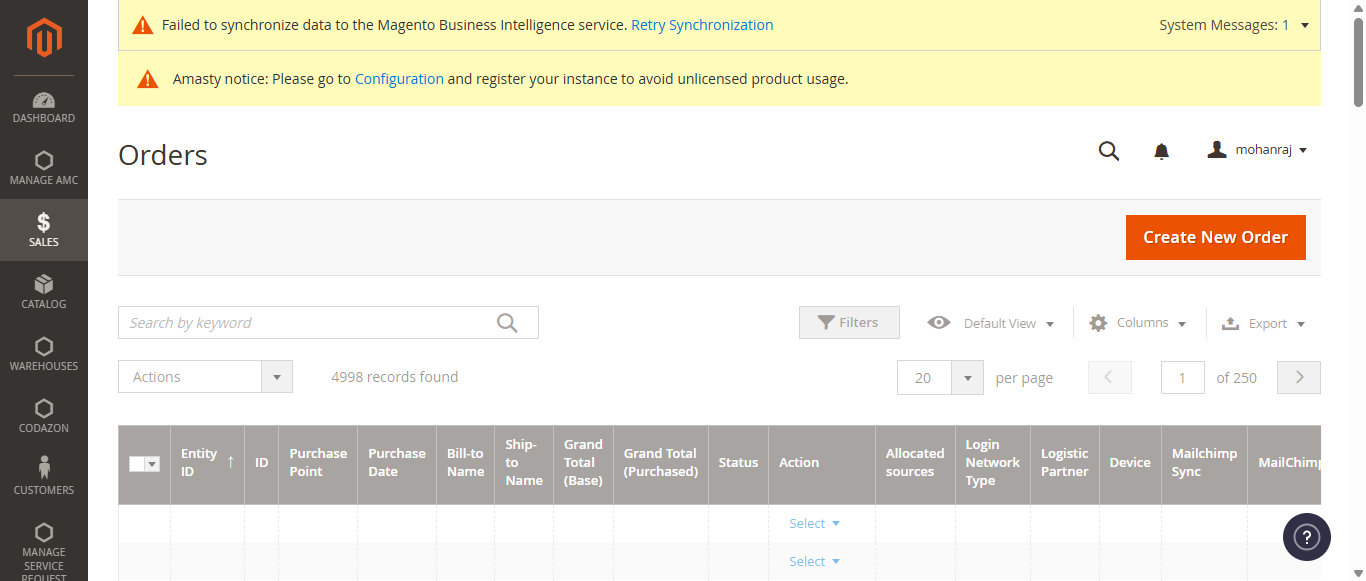 Failed to synchronize data to the Magento Business Intelligence service. Retry Synchronization
System Messages: 1
Amasty notice: Please go to Configuration and register your instance to avoid unlicensed product usage.
DASHBOARD
MANAGE AMC
SALES
CATALOG
WAREHOUSES
CODAZON
CUSTOMERS
MANAGE
SERVICE
REQUEST
Orders
mohanraj
Create New Order
Search by keyword
Filters
Default View
Columns
Export
Actions
4998 records found
20
per page
1
of 250
Entity
ID
ID
Purchase
Point
Purchase
Date
Bill-to
Name
Ship-
to
Name
Grand
Total
(Base)
Grand Total
(Purchased)
Status
Action
Allocated
sources
Login
Network
Type
Logistic
Partner
Device
Mailchimp
Sync
MailChimp
Select
Select
?